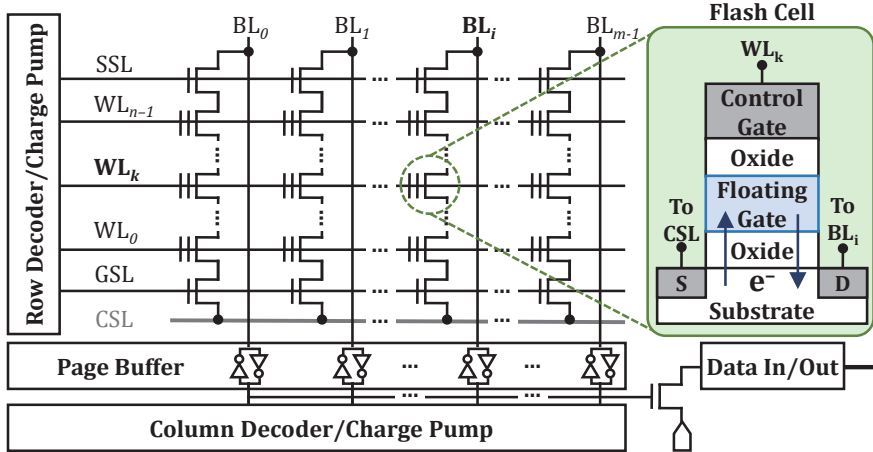 Flash Cell
BL0 BL1 BLi BLm-1
WLk
SSL
Control
Gate
WLn−1
Oxide
WLk
Floating
Gate
To
CSL
To
BLi
WL0
Oxide
GSL
S e− D
CSL
Substrate
Row Decoder/Charge Pump
Page Buffer
Data In/Out
Column Decoder/Charge Pump
... ...